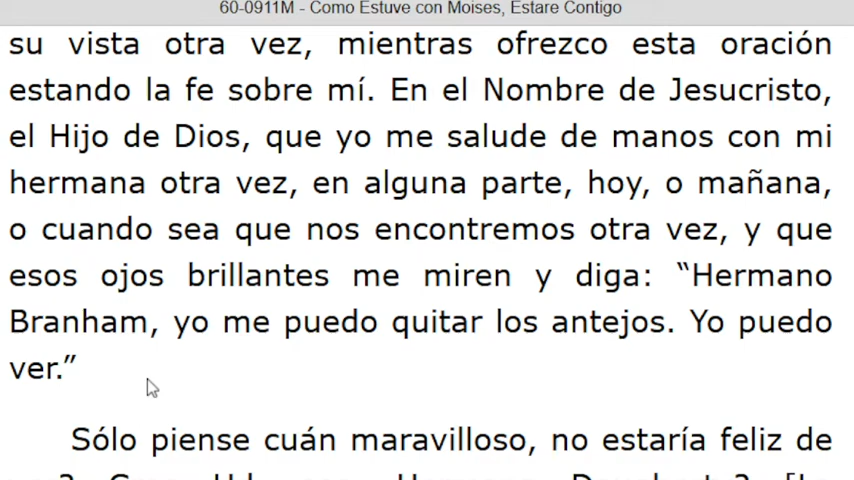 60-0911M - Como Estuve con Moises, Estare Contigo
su vista otra vez, mientras ofrezco esta oración
estando la fe sobre mí. En el Nombre de Jesucristo,
el Hijo de Dios, que yo me salude de manos con mi
hermana otra vez, en alguna parte, hoy, o mañana,
o cuando sea que nos encontremos otra vez, y que
esos ojos brillantes me miren y diga: “Hermano
Branham, yo me puedo quitar los antejos. Yo puedo
ver.”
Sólo piense cuán maravilloso, no estaría feliz de